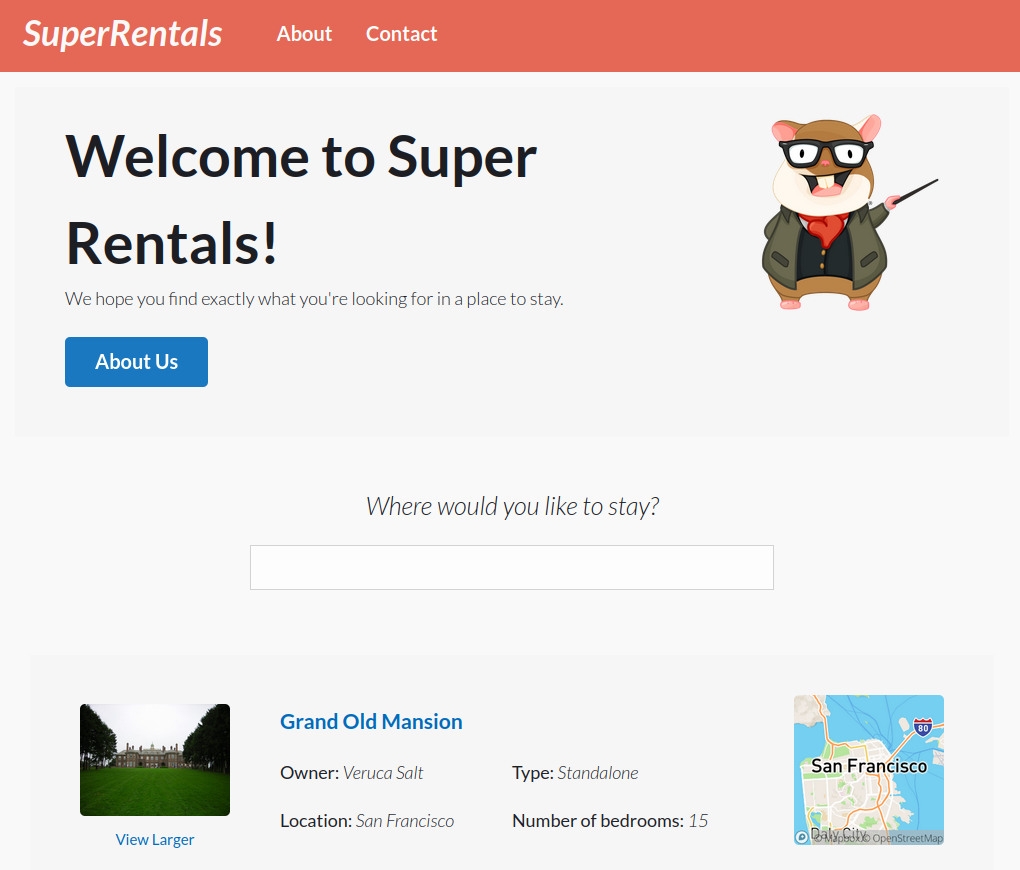 SuperRentals About Contact
Welcome to Super
Rentals!
We hope you find exactly what you're looking for in a place to stay.
About Us
Where would you like to stay?
Grand Old Mansion
Owner: Veruca Salt Type: Standalone
Location: San Francisco Number of bedrooms: 15
View Larger
80
San Francisco
Daly City
© Mapbox © OpenStreetMap